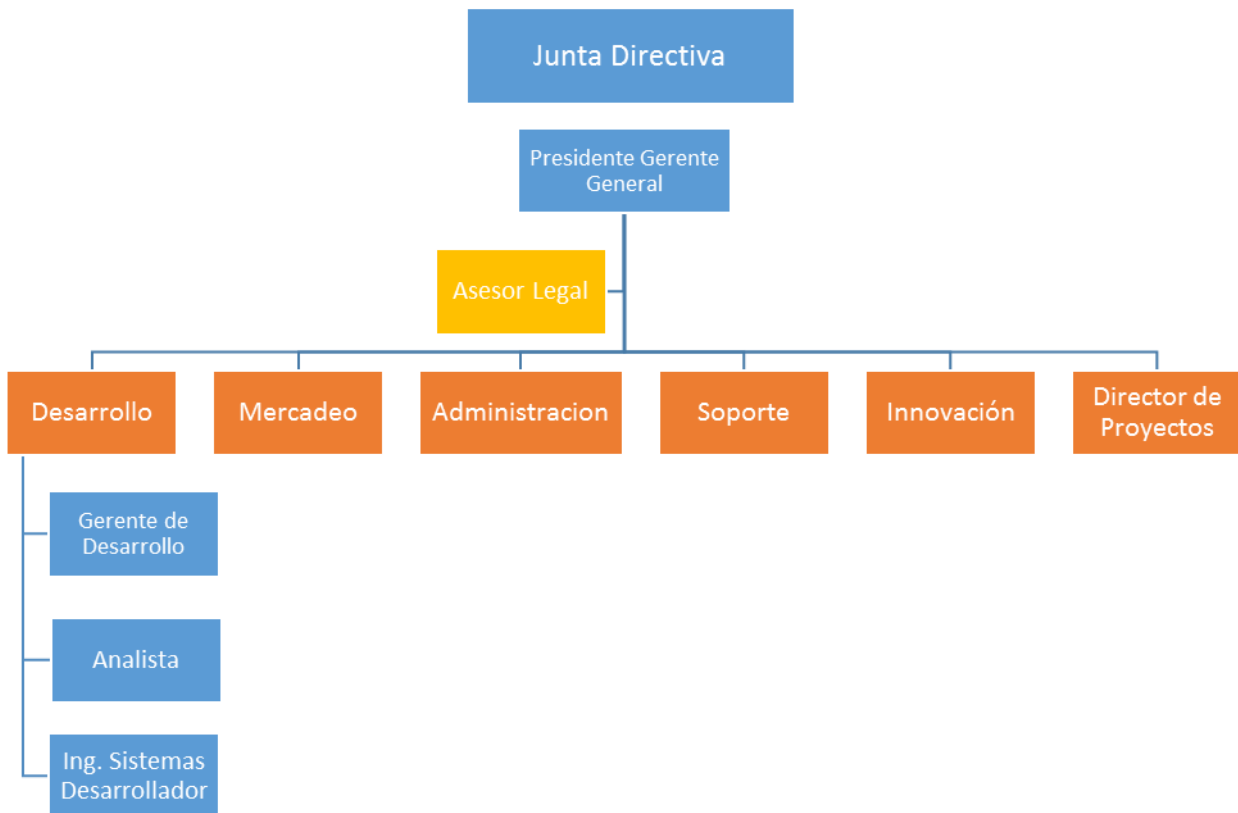 Junta Directiva
Presidente Gerente
General
Asesor Legal
Desarrollo
Mercadeo
Administracion
Soporte
Innovación
Director de
Proyectos
Gerente de
Desarrollo
Analista
Ing. Sistemas
Desarrollador